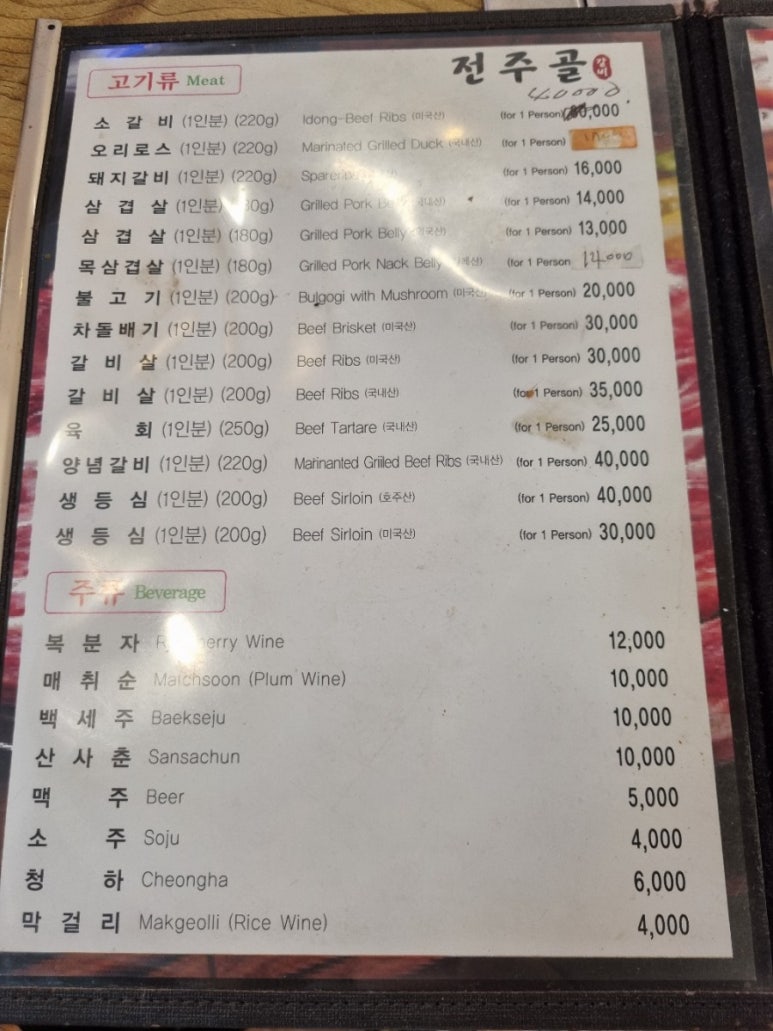 고기류 Meat
전주골 갈비
40000
소 갈 비 (1인분) (220g) Idong-Beef Ribs (미국산) (for 1 Person) 0,000
오리로스 (1인분) (220g) Marinated Grilled Duck (국내산) (for 1 Person)
돼지갈비 (1인분) (220g) (for 1 Person) 16,000
삼 겹 살 (1인분) Grilled Pork (for 1 Person) 14,000
삼 겹 살 (1인분) (180g) Grilled Pork Belly (for 1 Person) 13,000
목삼겹살 (1인분) (180g) Grilled Pork Nack Belly (for 1 Person 14000
불 고 기 (1인분) (200g) Bulgogi with Mushroom (미국산) (for 1 Person) 20,000
차돌배기 (1인분) (200g) Beef Brisket (미국산) (for 1 Person) 30,000
갈 비 살 (1인분) (200g) Beef Ribs (미국산) (for 1 Person) 30,000
갈 비 살 (1인분) (200g) Beef Ribs (국내산) (for 1 Person) 35,000
육 회 (1인분) (250g) Beef Tartare (국내산) (for 1 Person) 25,000
양념갈비 (1인분) (220g) Marinanted Grilled Beef Ribs (국내산) (for 1 Person) 40,000
생 등 심 (1인분) (200g) Beef Sirloin (호주산) (for 1 Person) 40,000
생 등 심 (1인분) (200g) Beef Sirloin (미국산) (for 1 Person) 30,000
주류 Beverage
복 분 자 Wine 12,000
매 취 순 Maichsoon (Plum Wine) 10,000
백 세 주 Baekseju 10,000
산 사 춘 Sansachun 10,000
맥 주 Beer 5,000
소 주 Soju 4,000
청 하 Cheongha 6,000
막 걸 리 Makgeolli (Rice Wine) 4,000